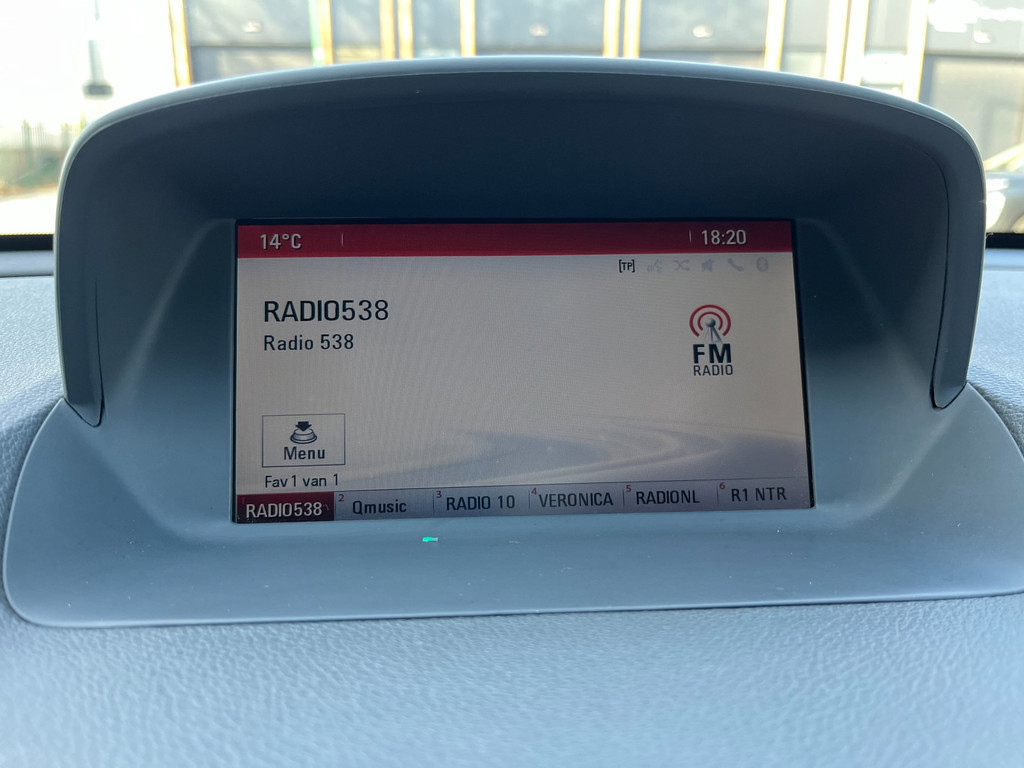 14°C 18:20
[TP]
RADIO538
Radio 538
FM
RADIO
Menu
Fav 1 van 1
RADIO538 2 Qmusic 3 RADIO 10 4 VERONICA 5 RADIONL 6 R1 NTR